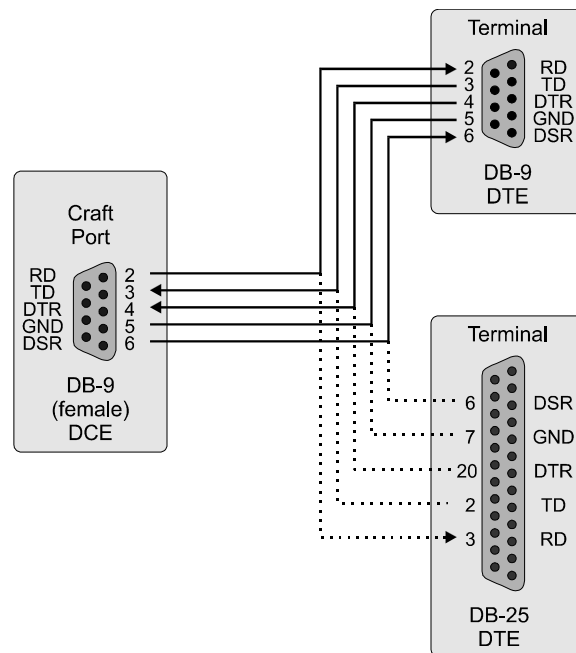 Terminal
2 RD
3 TD
4 DTR
5 GND
6 DSR
DB-9
DTE
Craft
Port
RD 2
TD 3
DTR 4
GND 5
DSR 6
DB-9
(female)
DCE
Terminal
6 DSR
7 GND
20 DTR
2 TD
3 RD
DB-25
DTE